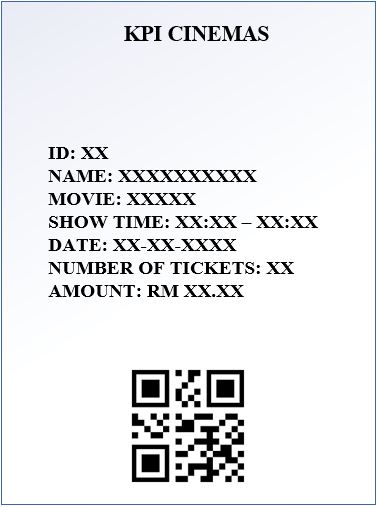 KPI CINEMAS
ID: XX
NAME: XXXXXXXXXX
MOVIE: XXXXX
SHOW TIME: XX:XX – XX:XX
DATE: XX-XX-XXXX
NUMBER OF TICKETS: XX
AMOUNT: RM XX.XX